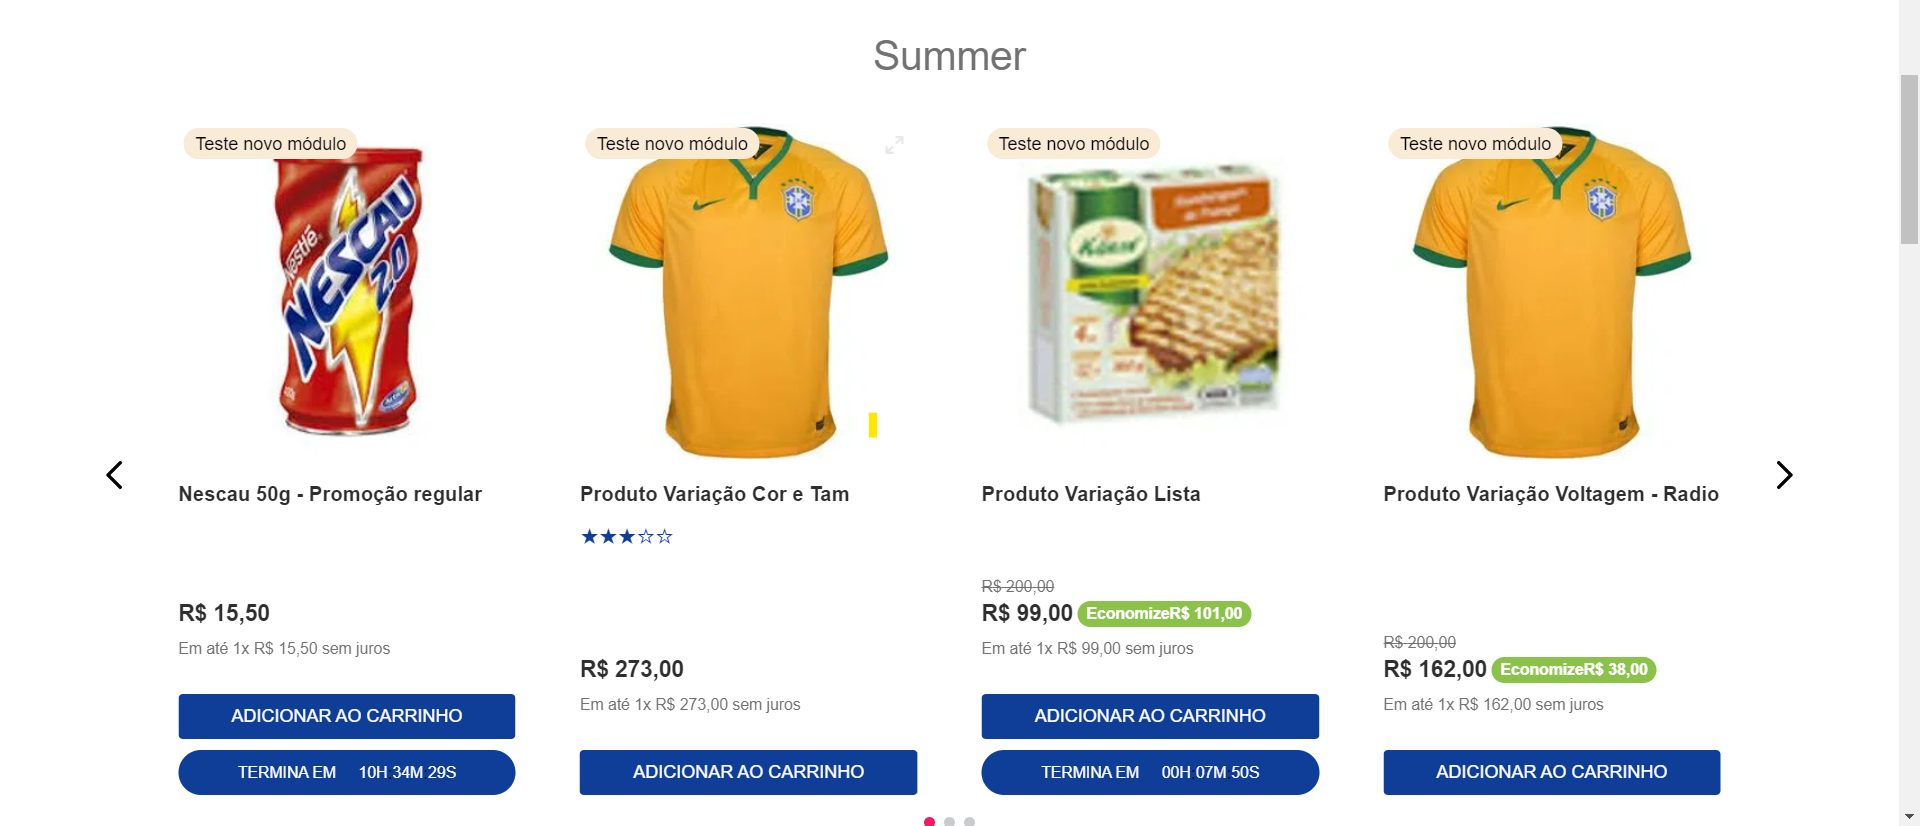 Summer
Teste novo módulo
Teste novo módulo
Teste novo módulo
Teste novo módulo
Nestlé
NESCAU
2.0
Nescau 50g - Promoção regular
Produto Variação Cor e Tam
Produto Variação Lista
Produto Variação Voltagem - Radio
★★★☆☆
R$ 200,00
R$ 15,50
R$ 99,00 EconomizeR$ 101,00
Em até 1x R$ 15,50 sem juros
Em até 1x R$ 99,00 sem juros
R$ 200,00
R$ 273,00
R$ 162,00 EconomizeR$ 38,00
Em até 1x R$ 273,00 sem juros
Em até 1x R$ 162,00 sem juros
ADICIONAR AO CARRINHO
ADICIONAR AO CARRINHO
TERMINA EM 10H 34M 29S
ADICIONAR AO CARRINHO
TERMINA EM 00H 07M 50S
ADICIONAR AO CARRINHO